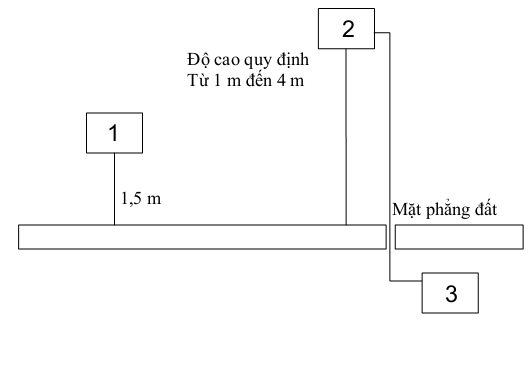 2
Độ cao quy định
Từ 1 m đến 4 m
1
1,5 m
Mặt phẳng đất
3